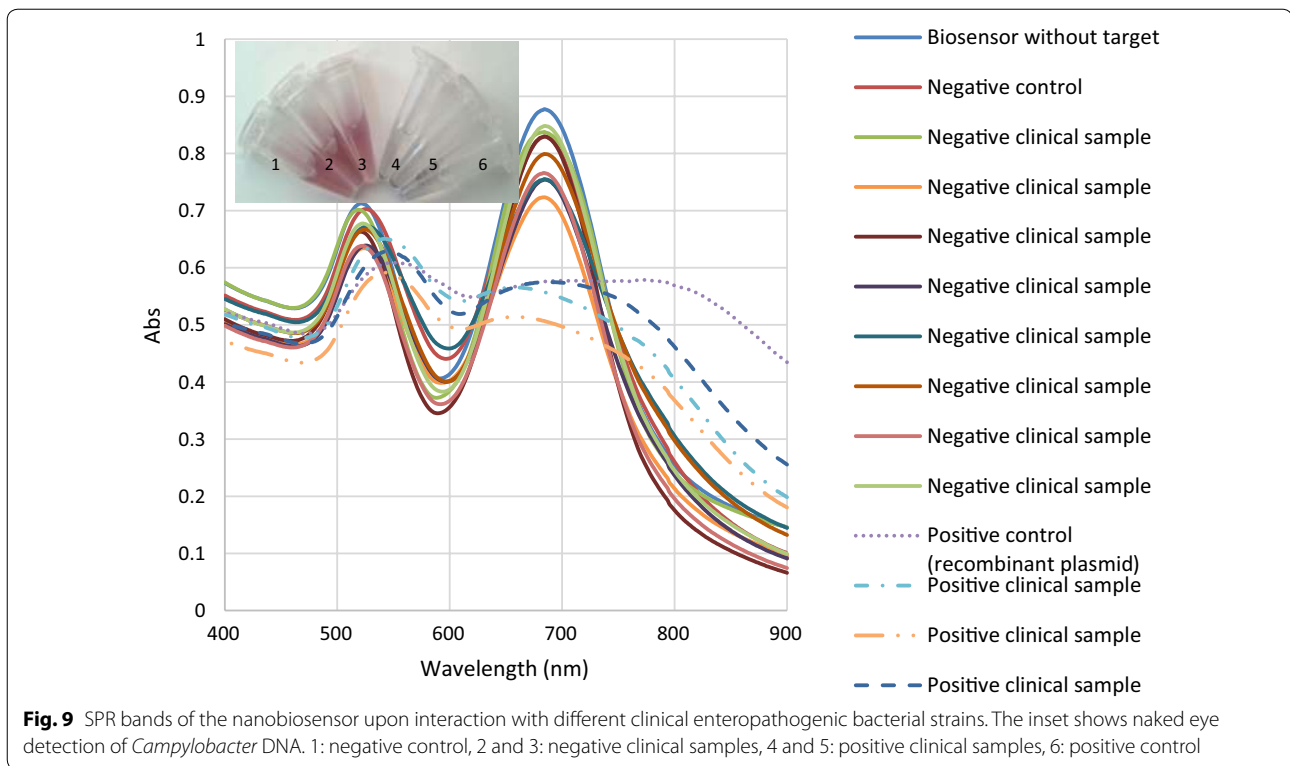 1
0.9
0.8
0.7
0.6
0.5
0.4
0.3
0.2
0.1
0
Abs
400 500 600 700 800 900
Wavelength (nm)
1 2 3 4 5 6
Biosensor without target
Negative control
Negative clinical sample
Negative clinical sample
Negative clinical sample
Negative clinical sample
Negative clinical sample
Negative clinical sample
Negative clinical sample
Negative clinical sample
Positive control
(recombinant plasmid)
Positive clinical sample
Positive clinical sample
Positive clinical sample
Fig. 9 SPR bands of the nanobiosensor upon interaction with different clinical enteropathogenic bacterial strains. The inset shows naked eye
detection of Campylobacter DNA. 1: negative control, 2 and 3: negative clinical samples, 4 and 5: positive clinical samples, 6: positive control